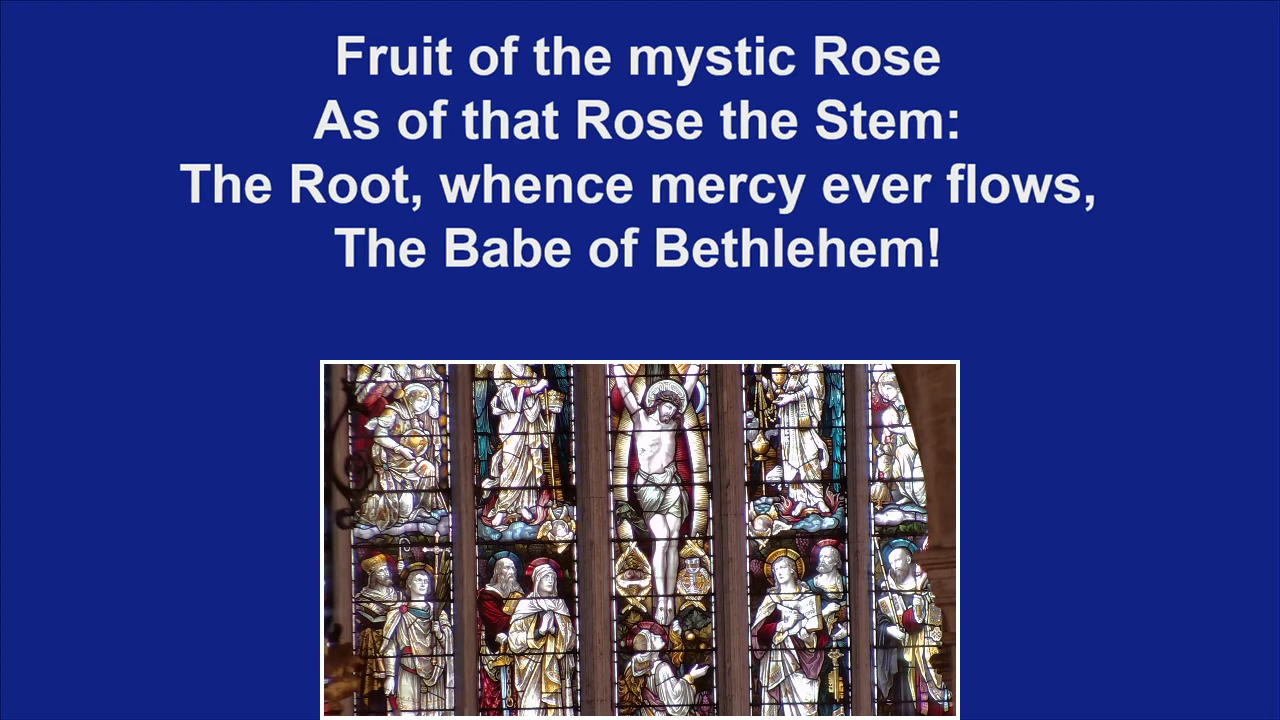 Fruit of the mystic Rose
As of that Rose the Stem:
The Root, whence mercy ever flows,
The Babe of Bethlehem!